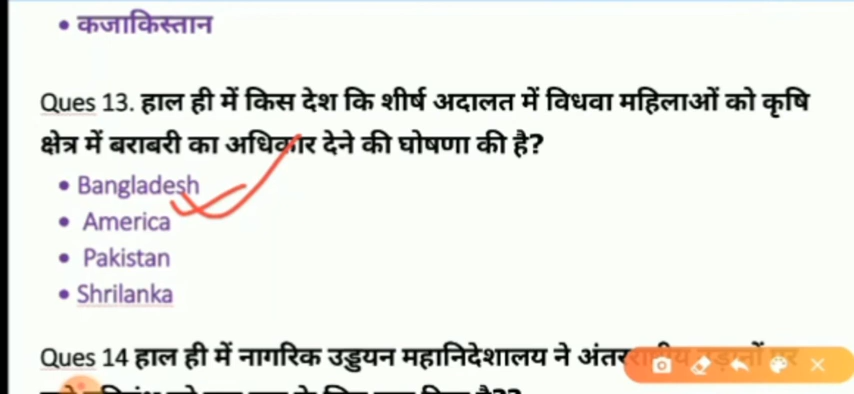 • कजाकिस्तान
Ques 13. हाल ही में किस देश कि शीर्ष अदालत में विधवा महिलाओं को कृषि
क्षेत्र में बराबरी का अधिकार देने की घोषणा की है?
• Bangladesh
• America
• Pakistan
• Shrilanka
Ques 14 हाल ही में नागरिक उड्डयन महानिदेशालय ने